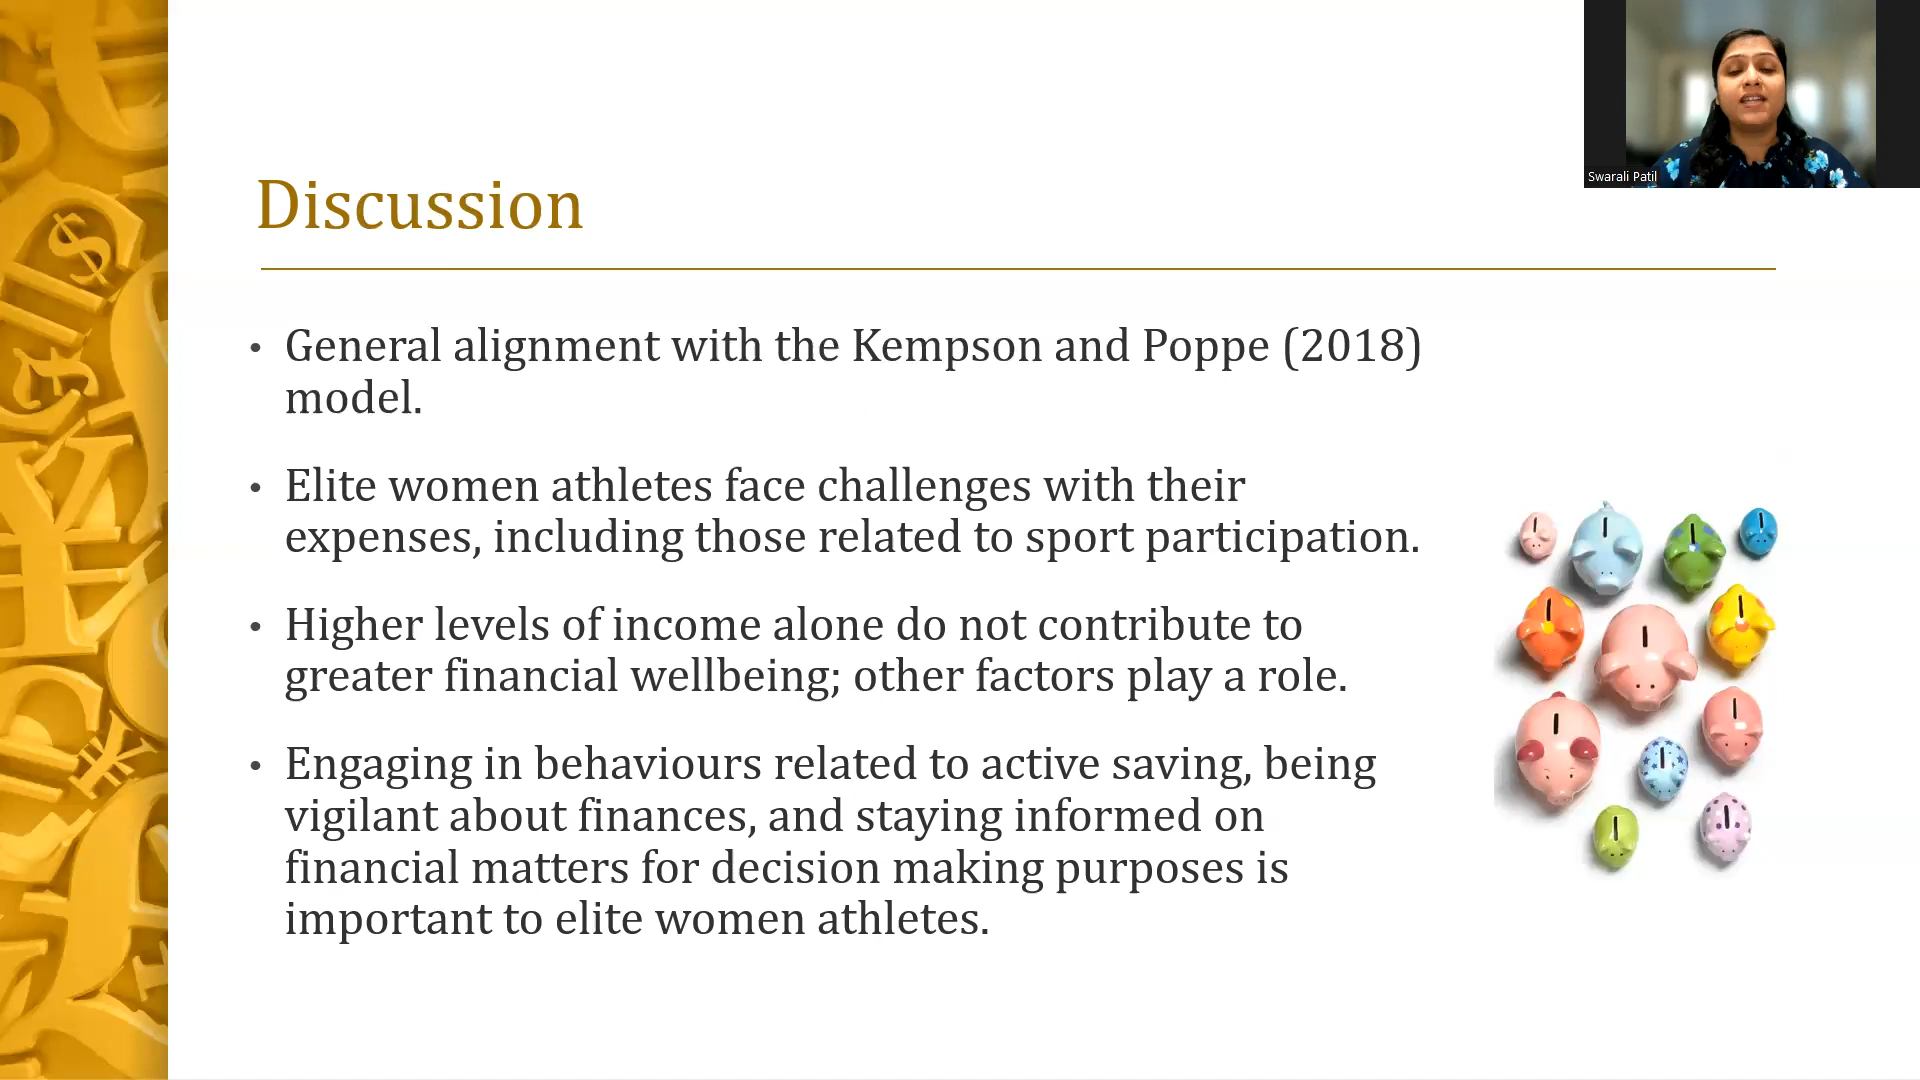 Swarali Patil
Discussion
• General alignment with the Kempson and Poppe (2018)
model.
• Elite women athletes face challenges with their
expenses, including those related to sport participation.
• Higher levels of income alone do not contribute to
greater financial wellbeing; other factors play a role.
• Engaging in behaviours related to active saving, being
vigilant about finances, and staying informed on
financial matters for decision making purposes is
important to elite women athletes.